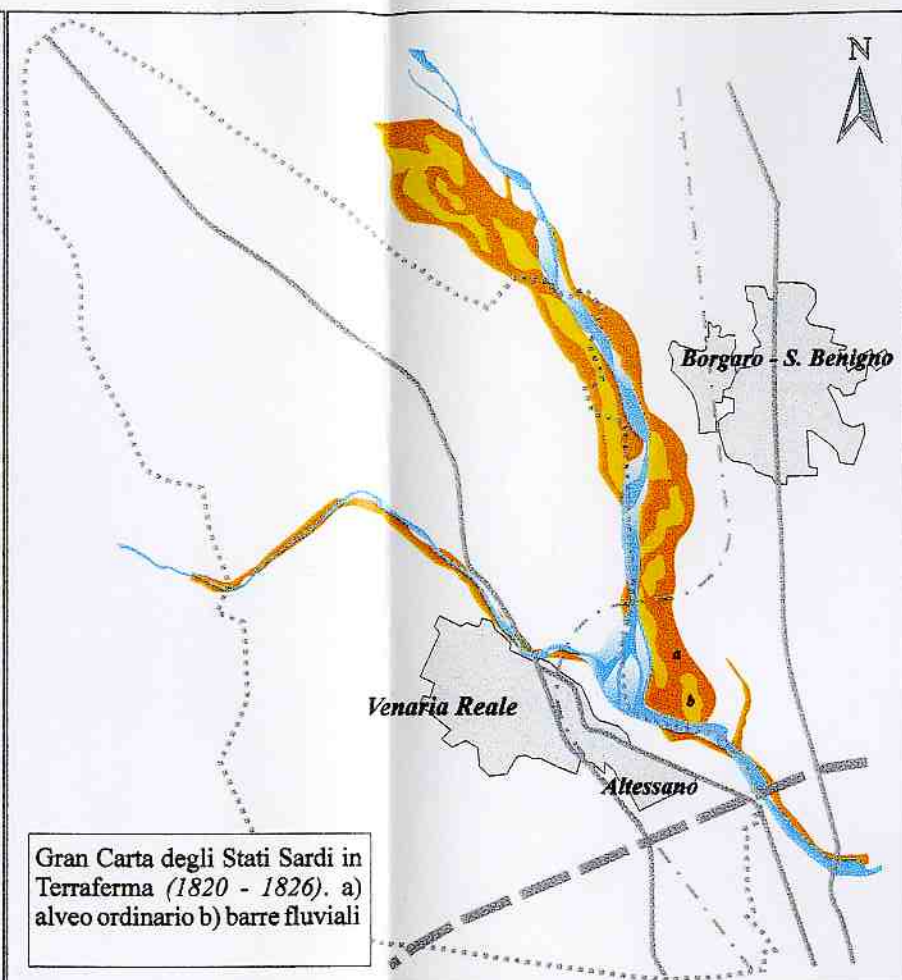 N
Borgaro - S. Benigno
a
b
Venaria Reale
Altessano
Gran Carta degli Stati Sardi in
Terraferma (1820 - 1826). a)
alveo ordinario b) barre fluviali